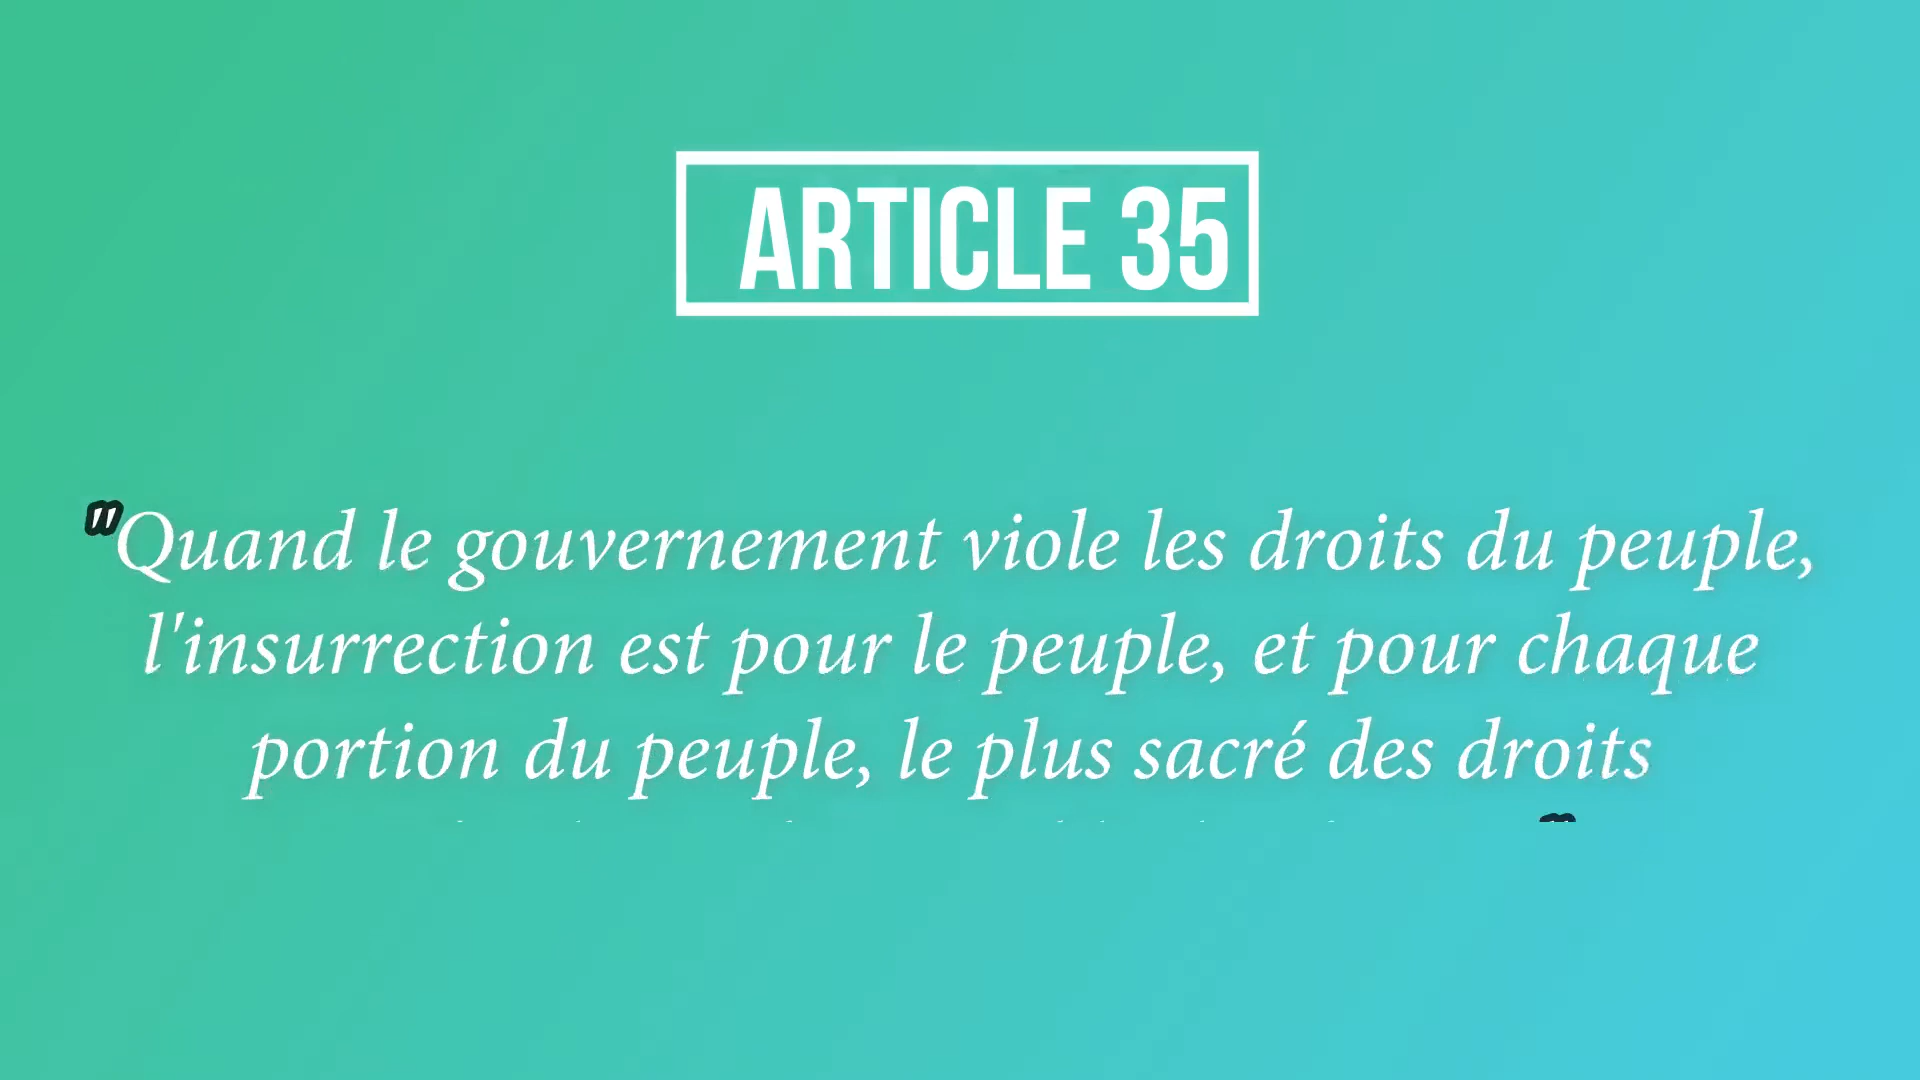 ARTICLE 35
"Quand le gouvernement viole les droits du peuple,
l'insurrection est pour le peuple, et pour chaque
portion du peuple, le plus sacré des droits